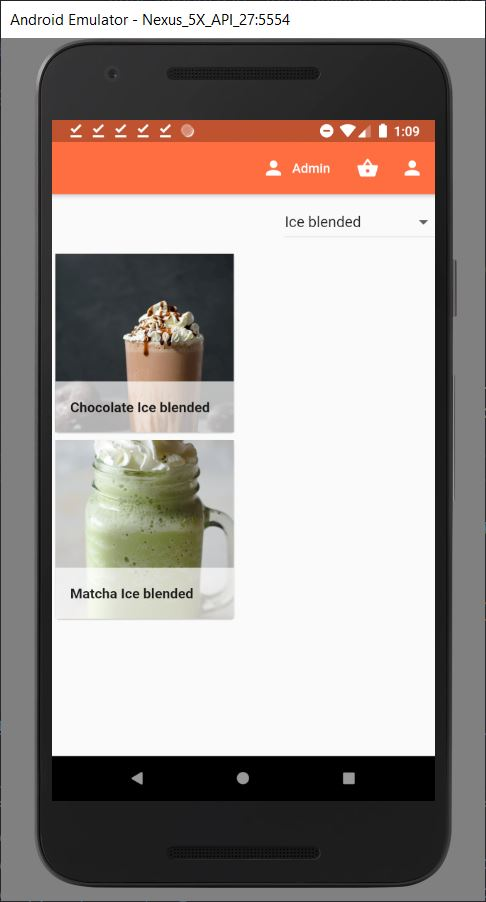 Android Emulator - Nexus_5X_API_27:5554
1:09
Admin
Ice blended
Chocolate Ice blended
Matcha Ice blended